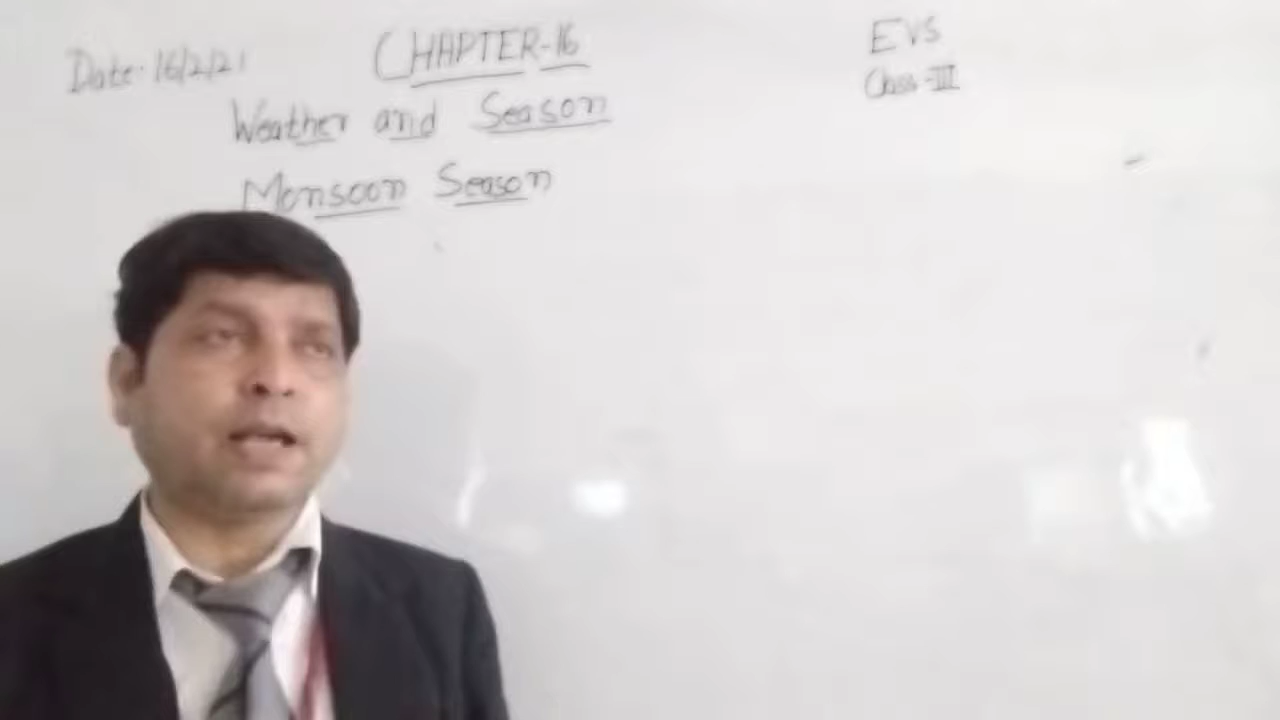 Date-16/2/21
CHAPTER-16
EVS
Class-III
Weather and Season
Monsoon Season